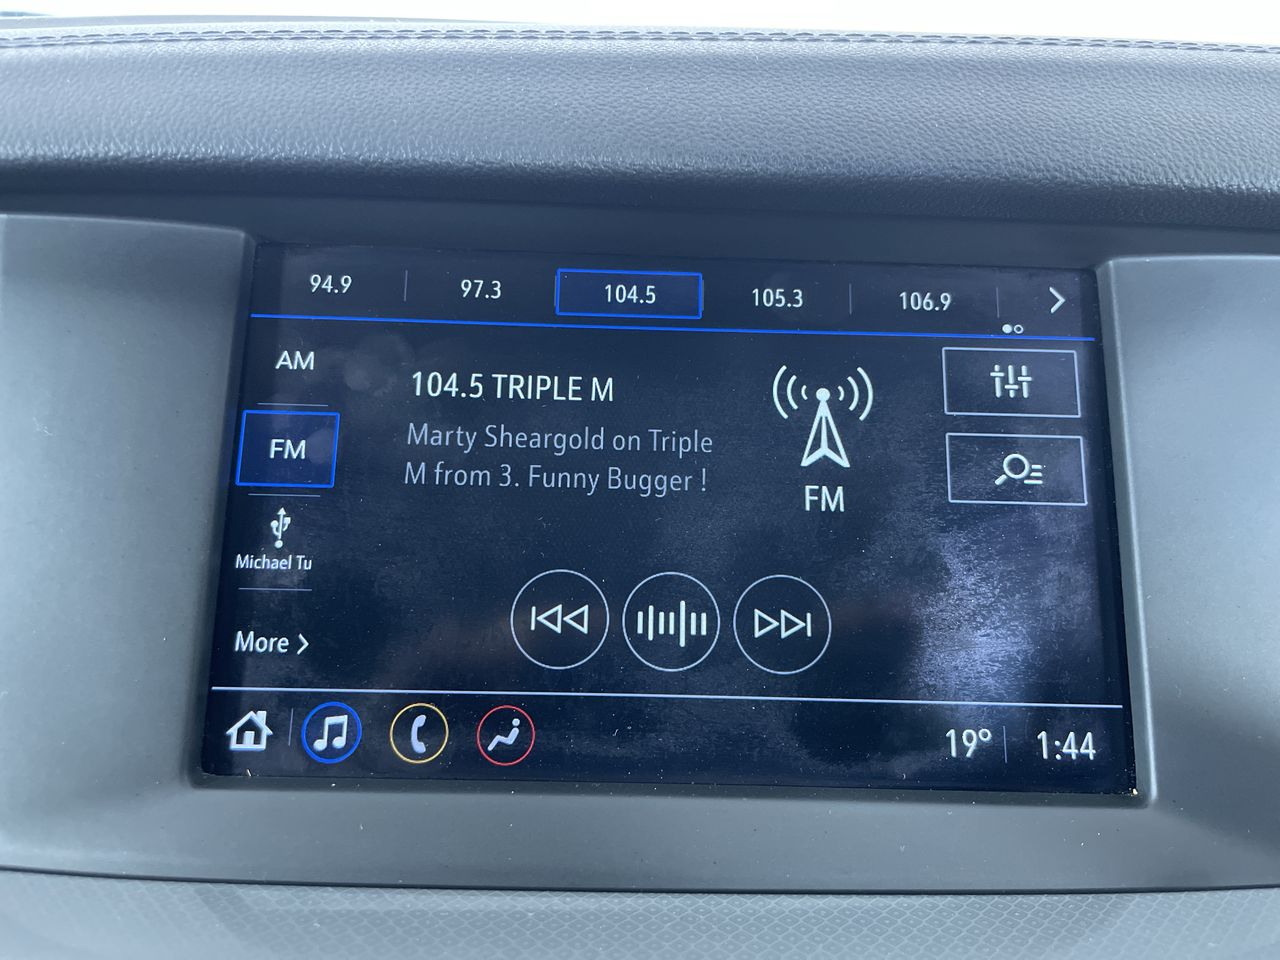 94.9 97.3 104.5 105.3 106.9
AM
FM
Michael Tu
More
104.5 TRIPLE M
Marty Sheargold on Triple
M from 3. Funny Bugger !
FM
19° 1:44